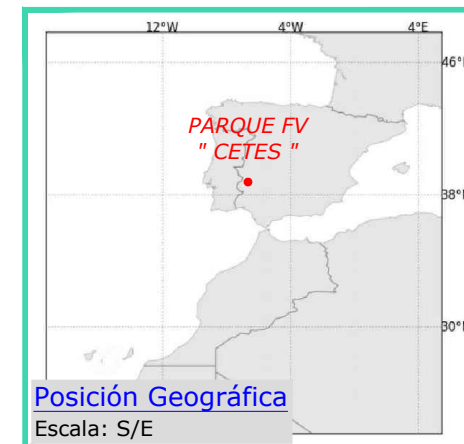 12°W 4°W 4°E
46°N
PARQUE FV
" CETES "
38°N
30°N
Posición Geográfica
Escala: S/E